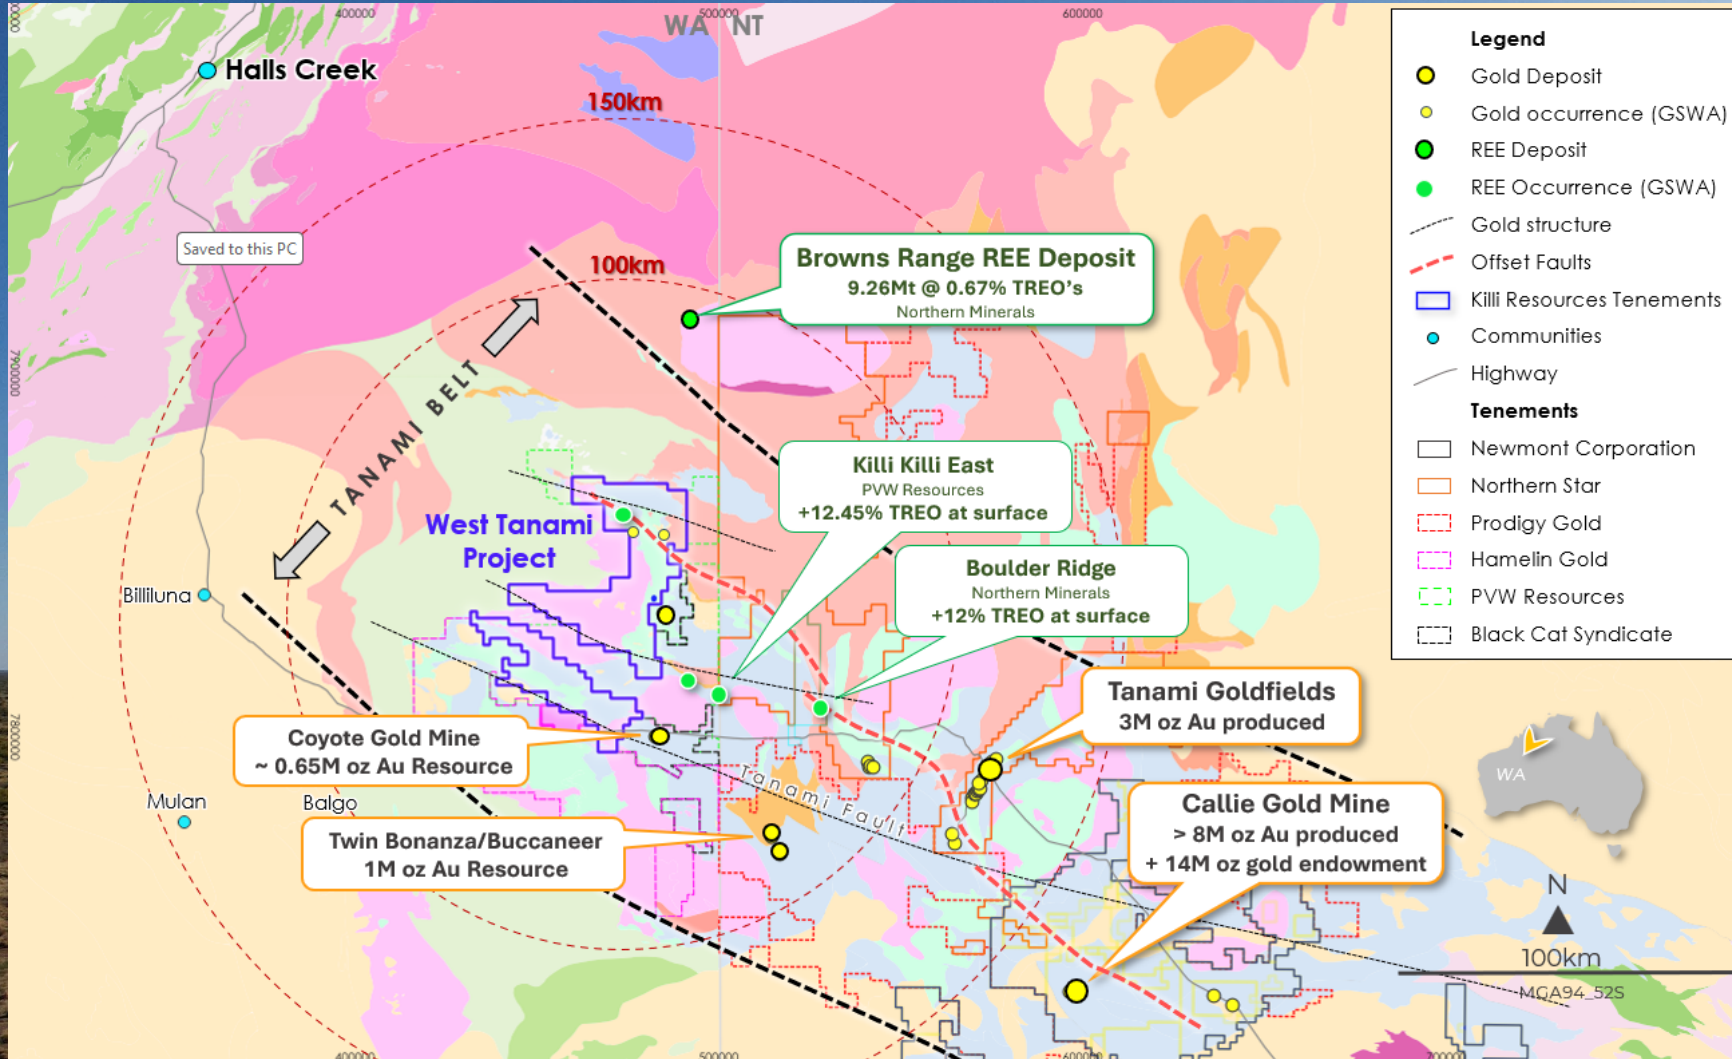 400000
500000
600000
WA NT
Halls Creek
150km
Saved to this PC
100km
Browns Range REE Deposit
9.26Mt @ 0.67% TREO's
Northern Minerals
7900000
TANAMI BELT
Killi Killi East
PVW Resources
+12.45% TREO at surface
West Tanami
Project
Boulder Ridge
Northern Minerals
+12% TREO at surface
Billiluna
Tanami Goldfields
3M oz Au produced
7800000
Coyote Gold Mine
~ 0.65M oz Au Resource
Tanami Fault
Mulan
Balgo
Callie Gold Mine
> 8M oz Au produced
+ 14M oz gold endowment
Twin Bonanza/Buccaneer
1M oz Au Resource
400000
500000
600000
Legend
Gold Deposit
Gold occurrence (GSWA)
REE Deposit
REE Occurrence (GSWA)
Gold structure
Offset Faults
Killi Resources Tenements
Communities
Highway
Tenements
Newmont Corporation
Northern Star
Prodigy Gold
Hamelin Gold
PVW Resources
Black Cat Syndicate
WA
N
100km
MGA94_52S